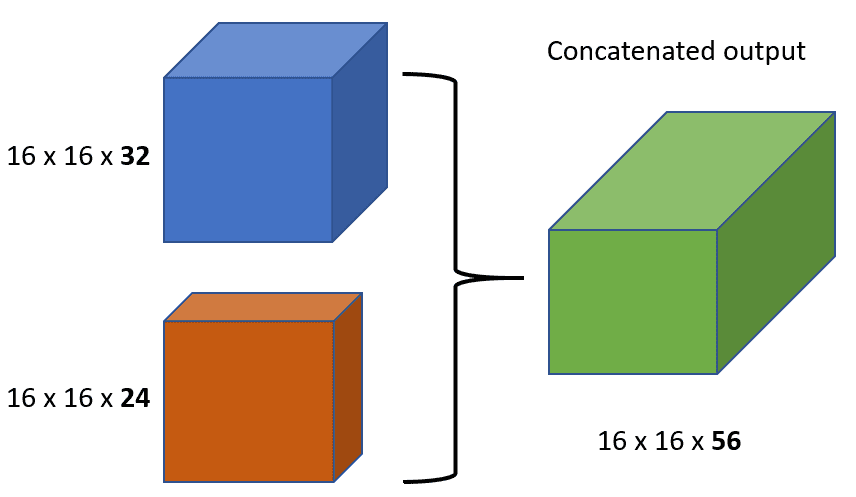 Concatenated output
16 x 16 x 32
16 x 16 x 24
16 x 16 x 56